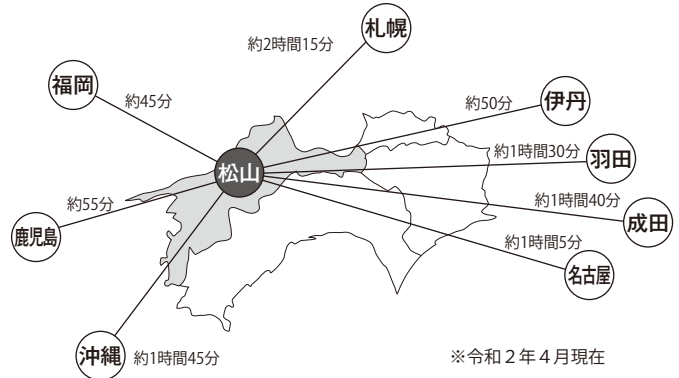 札幌
約2時間15分
福岡
約45分
約50分
伊丹
約1時間30分
羽田
松山
約1時間40分
成田
約55分
鹿児島
約1時間5分
名古屋
沖縄
約1時間45分
※令和2年4月現在